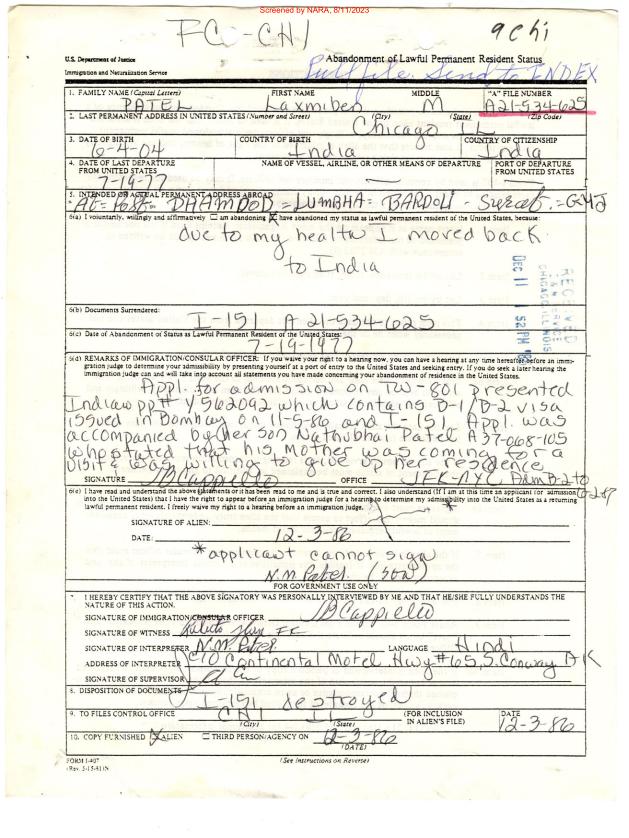 Screened by NARA, 8/11/2023
FC-CHI
9chi
U.S. Department of Justice
Immigration and Naturalization Service
Abandonment of Lawful Permanent Resident Status
Pull file. Send to INDEX
1. FAMILY NAME (Capital Letters) FIRST NAME MIDDLE "A" FILE NUMBER
PATEL Laxmiben M A21-534-625
2. LAST PERMANENT ADDRESS IN UNITED STATES (Number and Street) (City) (State) (Zip Code)
Chicago IL
3. DATE OF BIRTH COUNTRY OF BIRTH COUNTRY OF CITIZENSHIP
6-4-04 India India
4. DATE OF LAST DEPARTURE FROM UNITED STATES NAME OF VESSEL, AIRLINE, OR OTHER MEANS OF DEPARTURE PORT OF DEPARTURE FROM UNITED STATES
7-19-77 — —
5. INTENDED OR ACTUAL PERMANENT ADDRESS ABROAD
At= Post= DHAMDOD = LUMBHA= BARDOLI - Surat.= GUJ
6(a) I voluntarily, willingly and affirmatively ☐ am abandoning ☒ have abandoned my status as lawful permanent resident of the United States, because:
due to my health I moved back
to India
RECEIVED
I & N SERVICE
CHICAGO, ILLINOIS
DEC 11 1 52 PM '86
6(b) Documents Surrendered:
I-151 A 21-534-625
6(c) Date of Abandonment of Status as Lawful Permanent Resident of the United States:
7-19-1977
6(d) REMARKS OF IMMIGRATION/CONSULAR OFFICER: If you waive your right to a hearing now, you can have a hearing at any time hereafter before an immi-
gration judge to determine your admissibility by presenting yourself at a port of entry to the United States and seeking entry. If you do seek a later hearing the
immigration judge can and will take into account all statements you have made concerning your abandonment of residence in the United States.
Appl. for admission on TW-801 presented
Indian pp# Y 562092 which contains B-1/B-2 visa
issued in Bombay on 11-5-86 and I-151 Appl. was
accompanied by her son Nathubhai Patel A37-068-105
who stated that his Mother was coming for a
visit & was willing to give up her residence
SIGNATURE JB Cappiello OFFICE JFK-NYC Adm B-2 to
6-2-87
6(e) I have read and understand the above statements or it has been read to me and is true and correct. I also understand (If I am at this time an applicant for admission
into the United States) that I have the right to appear before an immigration judge for a hearing to determine my admissibility into the United States as a returning
lawful permanent resident. I freely waive my right to a hearing before an immigration judge.
SIGNATURE OF ALIEN: *
DATE: 12-3-86
*applicant cannot sign
N.M. Patel. (SON)
FOR GOVERNMENT USE ONLY
7. I HEREBY CERTIFY THAT THE ABOVE SIGNATORY WAS PERSONALLY INTERVIEWED BY ME AND THAT HE/SHE FULLY UNDERSTANDS THE
NATURE OF THIS ACTION.
SIGNATURE OF IMMIGRATION/CONSULAR OFFICER JB Cappiello
SIGNATURE OF WITNESS
SIGNATURE OF INTERPRETER N.M. Patel. LANGUAGE Hindi
ADDRESS OF INTERPRETER C/O Continental Motel. Hwy #65, S. Conway AK
SIGNATURE OF SUPERVISOR
8. DISPOSITION OF DOCUMENTS
I-151 destroyed
9. TO FILES CONTROL OFFICE CHI IL (FOR INCLUSION IN ALIEN'S FILE) DATE 12-3-86
(City) (State)
10. COPY FURNISHED ☒ ALIEN ☐ THIRD PERSON/AGENCY ON 12-3-86
(DATE)
FORM I-407
(Rev. 5-15-81)N
(See Instructions on Reverse)